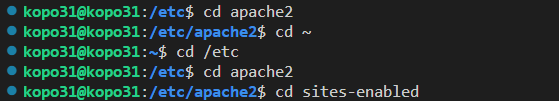 kopo31@kopo31:/etc$ cd apache2
kopo31@kopo31:/etc/apache2$ cd ~
kopo31@kopo31:~$ cd /etc
kopo31@kopo31:/etc$ cd apache2
kopo31@kopo31:/etc/apache2$ cd sites-enabled